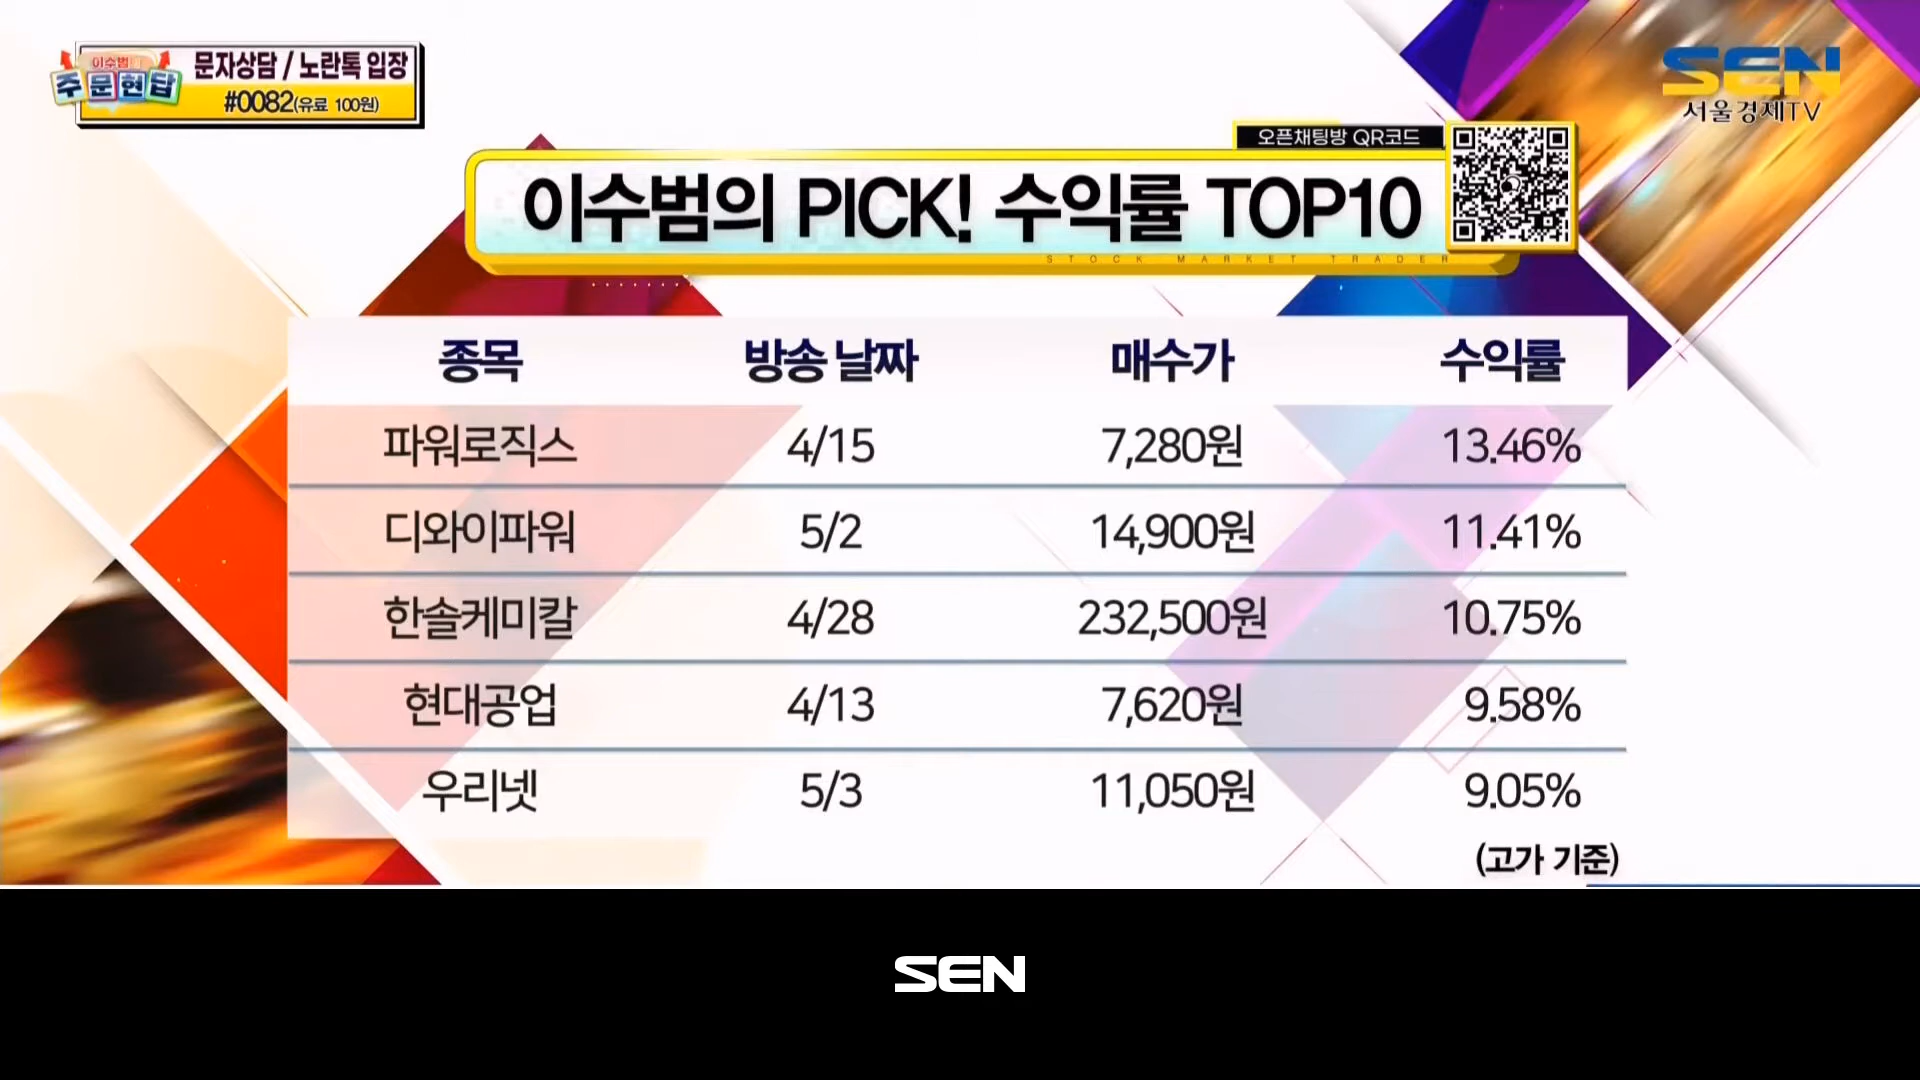 이수범의
주문현답
문자상담 / 노란톡 입장
#0082(유료 100원)
SEN
서울경제TV
오픈채팅방 QR코드
이수범의 PICK! 수익률 TOP10
STOCK MARKET TRADER
종목 방송 날짜 매수가 수익률
파워로직스 4/15 7,280원 13.46%
디와이파워 5/2 14,900원 11.41%
한솔케미칼 4/28 232,500원 10.75%
현대공업 4/13 7,620원 9.58%
우리넷 5/3 11,050원 9.05%
(고가 기준)
SEN